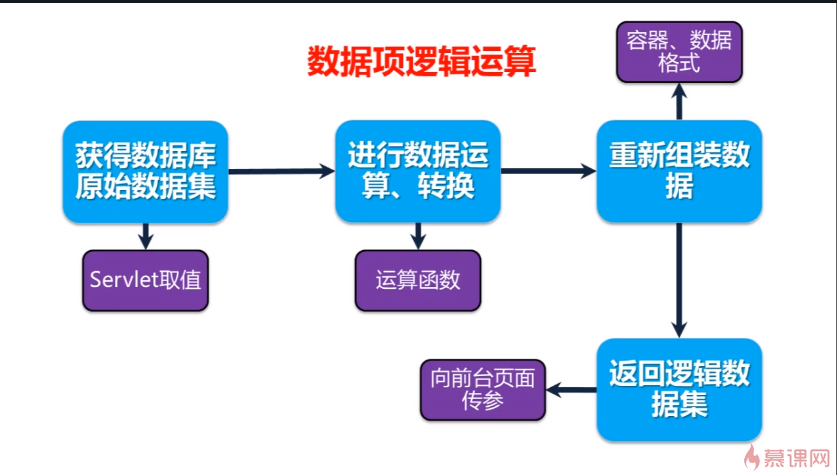 数据项逻辑运算
容器、数据
格式
获得数据库
原始数据集
进行数据运
算、转换
重新组装数
据
Servlet取值
运算函数
向前台页面
传参
返回逻辑数
据集
慕课网